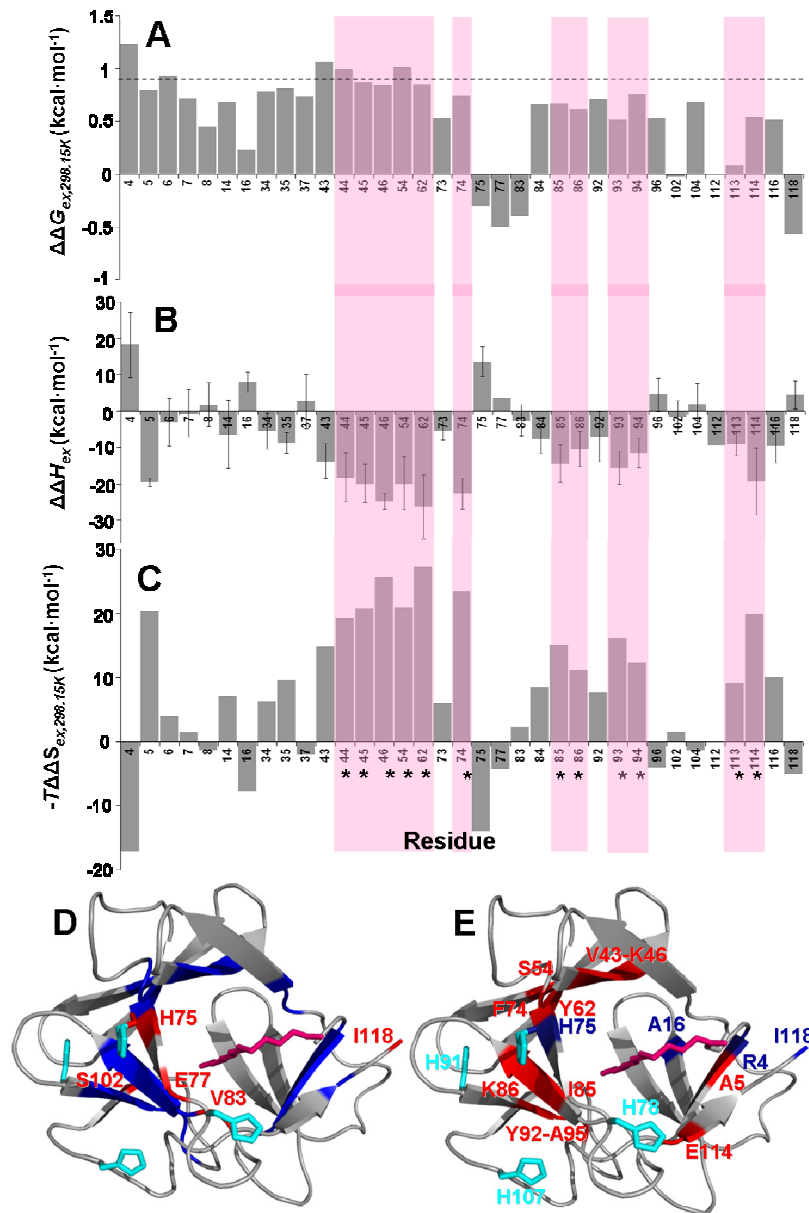 A
ΔΔG ex,298.15K (kcal·mol⁻¹)
1.5
1
0.5
0
-0.5
-1
4 5 6 7 8 14 16 34 35 37 43 44 45 46 54 62 73 74 75 77 83 84 85 86 92 93 94 96 102 104 112 113 114 116 118
B
ΔΔH ex (kcal·mol⁻¹)
30
20
10
0
-10
-20
-30
4 5 6 7 8 14 16 34 35 37 43 44 45 46 54 62 73 74 75 77 83 84 85 86 92 93 94 96 102 104 112 113 114 116 118
C
-TΔΔS ex,298.15K (kcal·mol⁻¹)
30
20
10
0
-10
-20
4 5 6 7 8 14 16 34 35 37 43 44 45 46 54 62 73 74 75 77 83 84 85 86 92 93 94 96 102 104 112 113 114 116 118
* * * * * * * * * * * *
Residue
D
H75
I118
S102
E77
V83
E
V43-K46
S54
F74
Y62
H75
A16
I118
H91
R4
A5
K86
I85
H78
Y92-A95
E114
H107